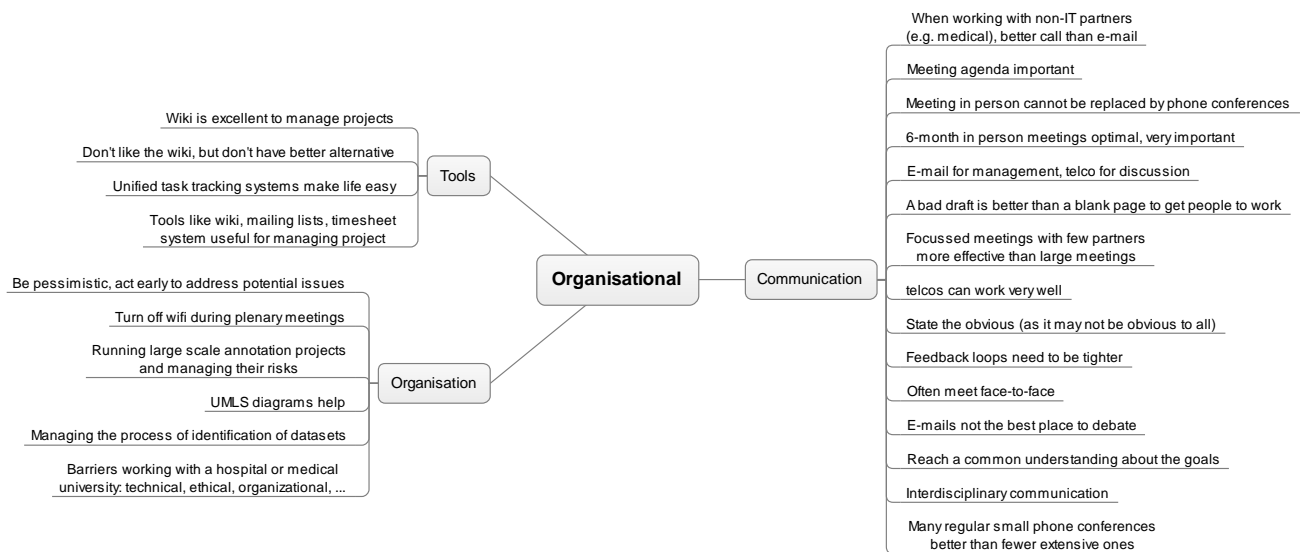 Organisational
Tools
Wiki is excellent to manage projects
Don't like the wiki, but don't have better alternative
Unified task tracking systems make life easy
Tools like wiki, mailing lists, timesheet
system useful for managing project
Organisation
Be pessimistic, act early to address potential issues
Turn off wifi during plenary meetings
Running large scale annotation projects
and managing their risks
UMLS diagrams help
Managing the process of identification of datasets
Barriers working with a hospital or medical
university: technical, ethical, organizational, ...
Communication
When working with non-IT partners
(e.g. medical), better call than e-mail
Meeting agenda important
Meeting in person cannot be replaced by phone conferences
6-month in person meetings optimal, very important
E-mail for management, telco for discussion
A bad draft is better than a blank page to get people to work
Focussed meetings with few partners
more effective than large meetings
telcos can work very well
State the obvious (as it may not be obvious to all)
Feedback loops need to be tighter
Often meet face-to-face
E-mails not the best place to debate
Reach a common understanding about the goals
Interdisciplinary communication
Many regular small phone conferences
better than fewer extensive ones